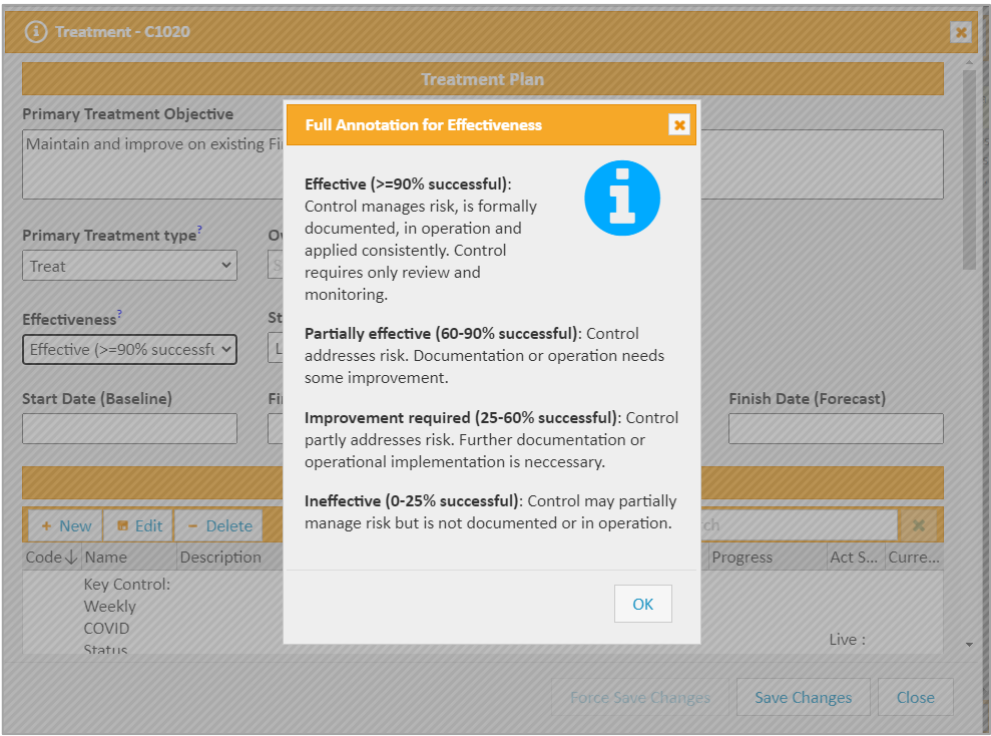 Treatment - C1020
Treatment Plan
Primary Treatment Objective
Maintain and improve on existing
Full Annotation for Effectiveness
Effective (>=90% successful):
Control manages risk, is formally
documented, in operation and
applied consistently. Control
requires only review and
monitoring.
Partially effective (60-90% successful): Control
addresses risk. Documentation or operation needs
some improvement.
Improvement required (25-60% successful): Control
partly addresses risk. Further documentation or
operational implementation is neccessary.
Ineffective (0-25% successful): Control may partially
manage risk but is not documented or in operation.
OK
Primary Treatment type?
Treat
Effectiveness?
Effective (>=90% successfu
Start Date (Baseline)
Finish Date (Forecast)
+ New Edit - Delete
Code Name Description Progress Act S... Curre...
Key Control:
Weekly
COVID
Status
Live :
Force Save Changes Save Changes Close